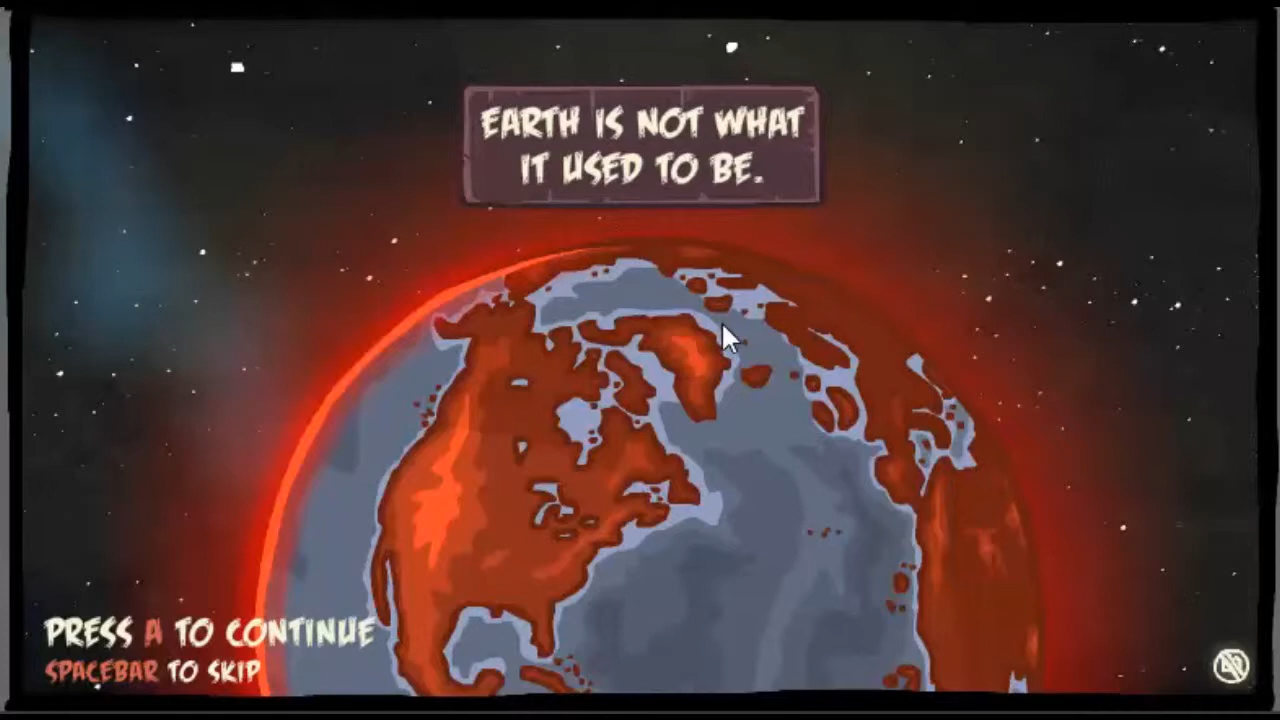 EARTH IS NOT WHAT
IT USED TO BE.
PRESS A TO CONTINUE
SPACEBAR TO SKIP